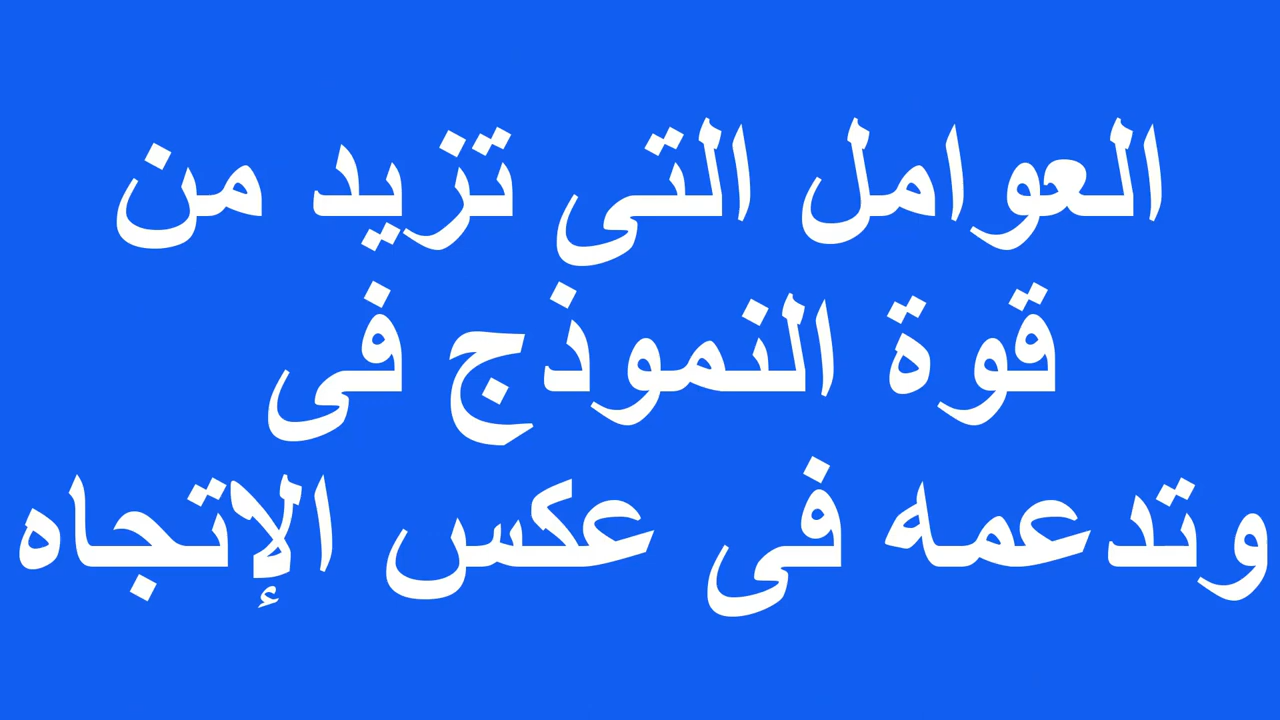 العوامل التى تزيد من
قوة النموذج فى
وتدعمه فى عكس الإتجاه